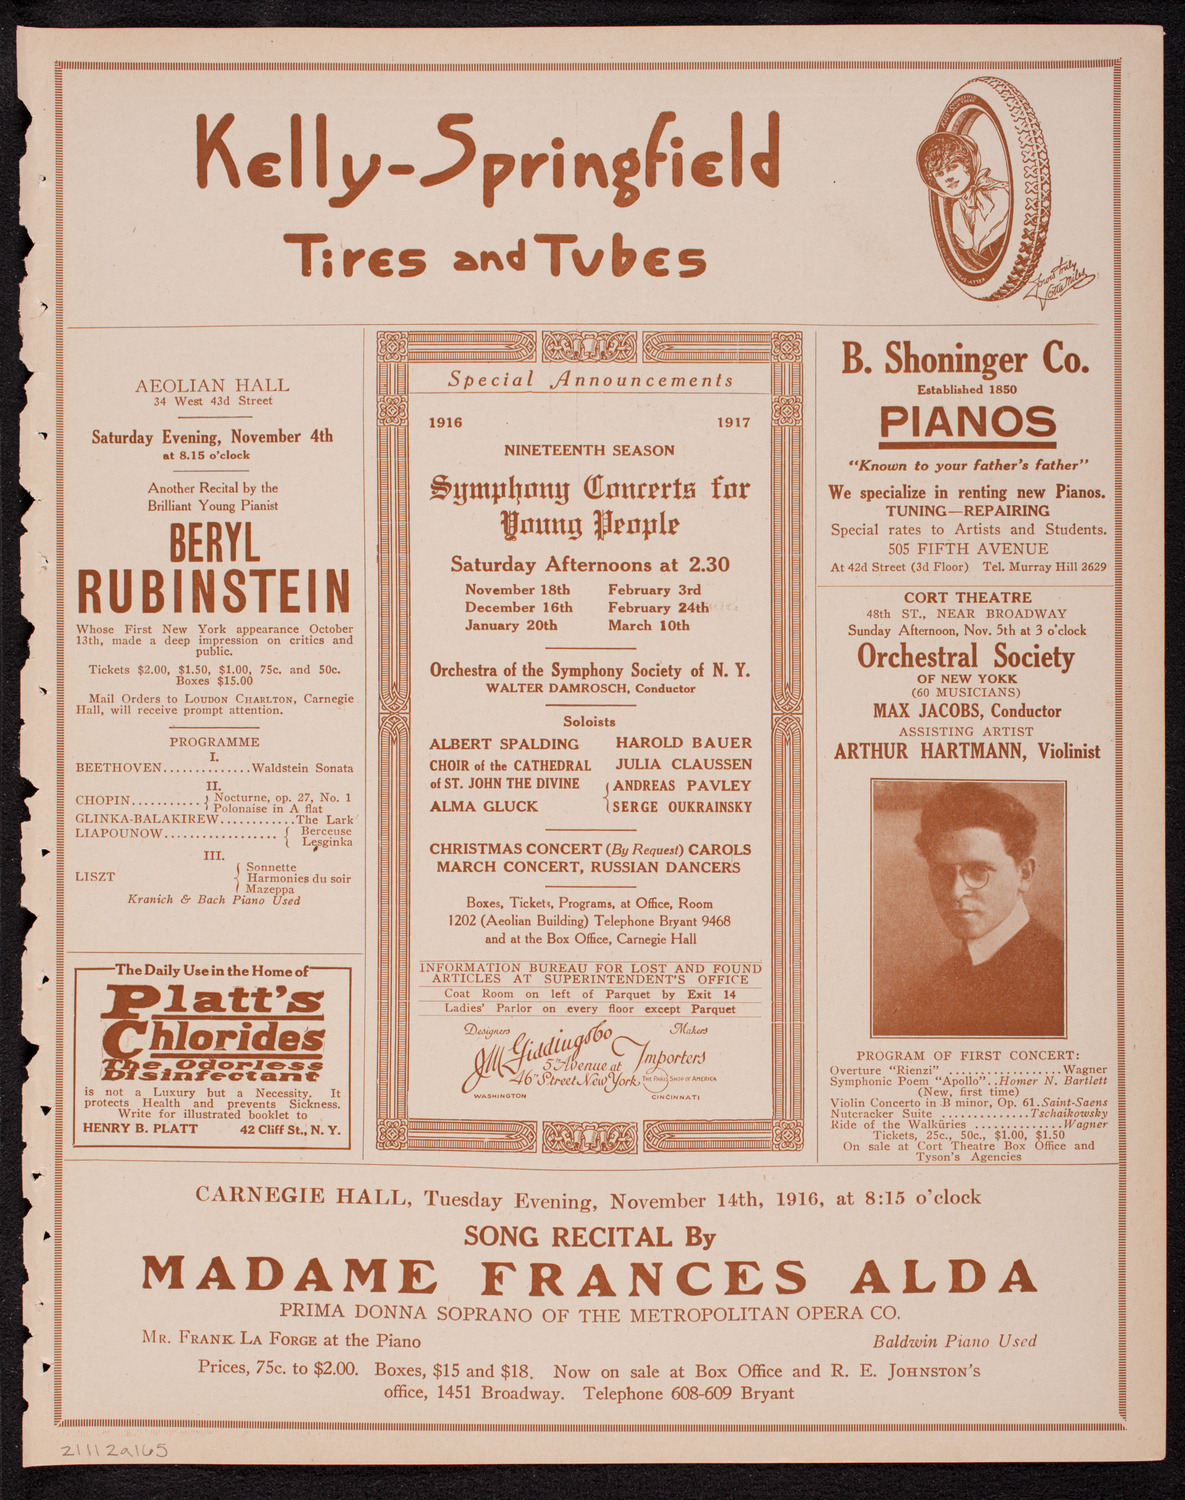 Kelly-Springfield
Tires and Tubes
Yours truly
Lotta Miles
AEOLIAN HALL
34 West 43d Street
Saturday Evening, November 4th
at 8.15 o'clock
Another Recital by the
Brilliant Young Pianist
BERYL
RUBINSTEIN
Whose First New York appearance October
13th, made a deep impression on critics and
public.
Tickets $2.00, $1.50, $1.00, 75c. and 50c.
Boxes $15.00
Mail Orders to LOUDON CHARLTON, Carnegie
Hall, will receive prompt attention.
PROGRAMME
I.
BEETHOVEN..............Waldstein Sonata
II.
CHOPIN........... { Nocturne, op. 27, No. 1
Polonaise in A flat
GLINKA-BALAKIREW............The Lark
LIAPOUNOW................. { Berceuse
Lesginka
III.
LISZT { Sonnette
Harmonies du soir
Mazeppa
Kranich & Bach Piano Used
The Daily Use in the Home of
Platt's
Chlorides
The Odorless
Disinfectant
is not a Luxury but a Necessity. It
protects Health and prevents Sickness.
Write for illustrated booklet to
HENRY B. PLATT 42 Cliff St., N. Y.
Special Announcements
1916 1917
NINETEENTH SEASON
Symphony Concerts for
Young People
Saturday Afternoons at 2.30
November 18th February 3rd
December 16th February 24th
January 20th March 10th
Orchestra of the Symphony Society of N. Y.
WALTER DAMROSCH, Conductor
Soloists
ALBERT SPALDING HAROLD BAUER
CHOIR of the CATHEDRAL JULIA CLAUSSEN
of ST. JOHN THE DIVINE { ANDREAS PAVLEY
ALMA GLUCK SERGE OUKRAINSKY
CHRISTMAS CONCERT (By Request) CAROLS
MARCH CONCERT, RUSSIAN DANCERS
Boxes, Tickets, Programs, at Office, Room
1202 (Aeolian Building) Telephone Bryant 9468
and at the Box Office, Carnegie Hall
INFORMATION BUREAU FOR LOST AND FOUND
ARTICLES AT SUPERINTENDENT'S OFFICE
Coat Room on left of Parquet by Exit 14
Ladies' Parlor on every floor except Parquet
Designers Makers
J.M. Gidding & Co Importers
5th Avenue at
46th Street New York THE PARIS SHOP OF AMERICA
WASHINGTON CINCINNATI
B. Shoninger Co.
Established 1850
PIANOS
"Known to your father's father"
We specialize in renting new Pianos.
TUNING—REPAIRING
Special rates to Artists and Students.
505 FIFTH AVENUE
At 42d Street (3d Floor) Tel. Murray Hill 2629
CORT THEATRE
48th ST., NEAR BROADWAY
Sunday Afternoon, Nov. 5th at 3 o'clock
Orchestral Society
OF NEW YOKK
(60 MUSICIANS)
MAX JACOBS, Conductor
ASSISTING ARTIST
ARTHUR HARTMANN, Violinist
PROGRAM OF FIRST CONCERT:
Overture "Rienzi" .................Wagner
Symphonic Poem "Apollo"..Homer N. Bartlett
(New, first time)
Violin Concerto in B minor, Op. 61.Saint-Saens
Nutcracker Suite ..............Tschaikowsky
Ride of the Walkūries ..............Wagner
Tickets, 25c., 50c., $1.00, $1.50
On sale at Cort Theatre Box Office and
Tyson's Agencies
CARNEGIE HALL, Tuesday Evening, November 14th, 1916, at 8:15 o'clock
SONG RECITAL By
MADAME FRANCES ALDA
PRIMA DONNA SOPRANO OF THE METROPOLITAN OPERA CO.
MR. FRANK LA FORGE at the Piano Baldwin Piano Used
Prices, 75c. to $2.00. Boxes, $15 and $18. Now on sale at Box Office and R. E. JOHNSTON'S
office, 1451 Broadway. Telephone 608-609 Bryant
21112a165